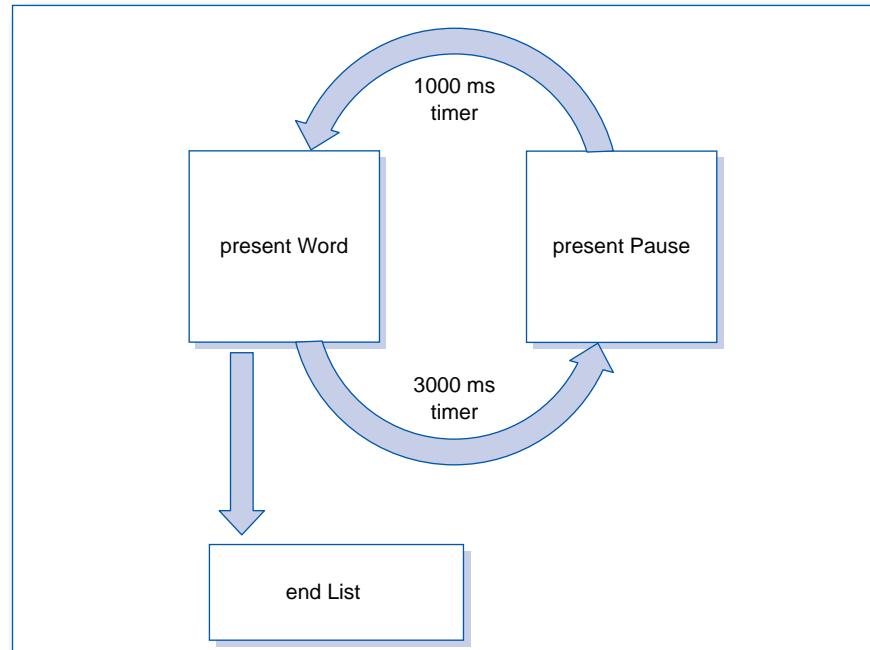 1000 ms
timer
present Word
present Pause
3000 ms
timer
end List